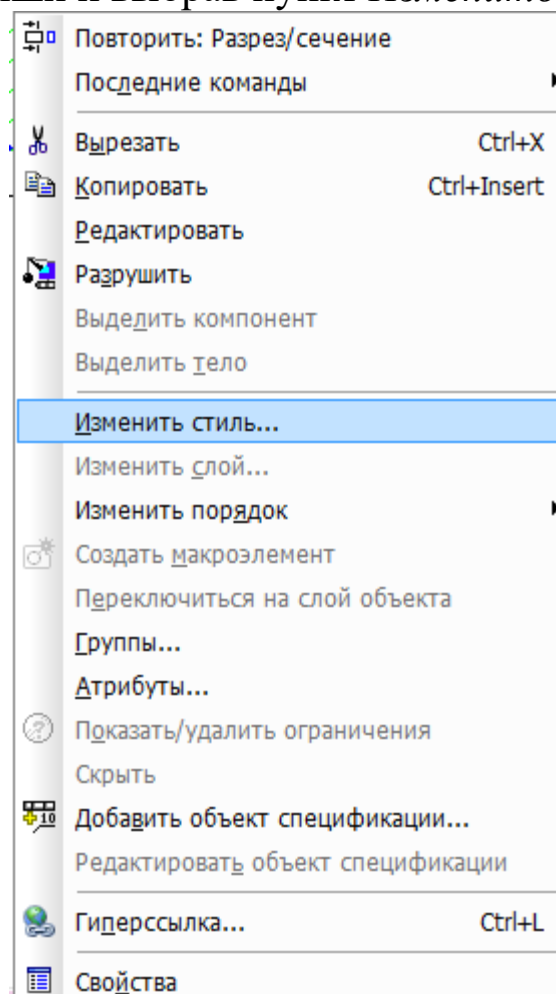 и выбрав пункт
Повторить: Разрез/сечение
Последние команды
Вырезать Ctrl+X
Копировать Ctrl+Insert
Редактировать
Разрушить
Выделить компонент
Выделить тело
Изменить стиль...
Изменить слой...
Изменить порядок
Создать макроэлемент
Переключиться на слой объекта
Группы...
Атрибуты...
Показать/удалить ограничения
Скрыть
Добавить объект спецификации...
Редактировать объект спецификации
Гиперссылка... Ctrl+L
Свойства